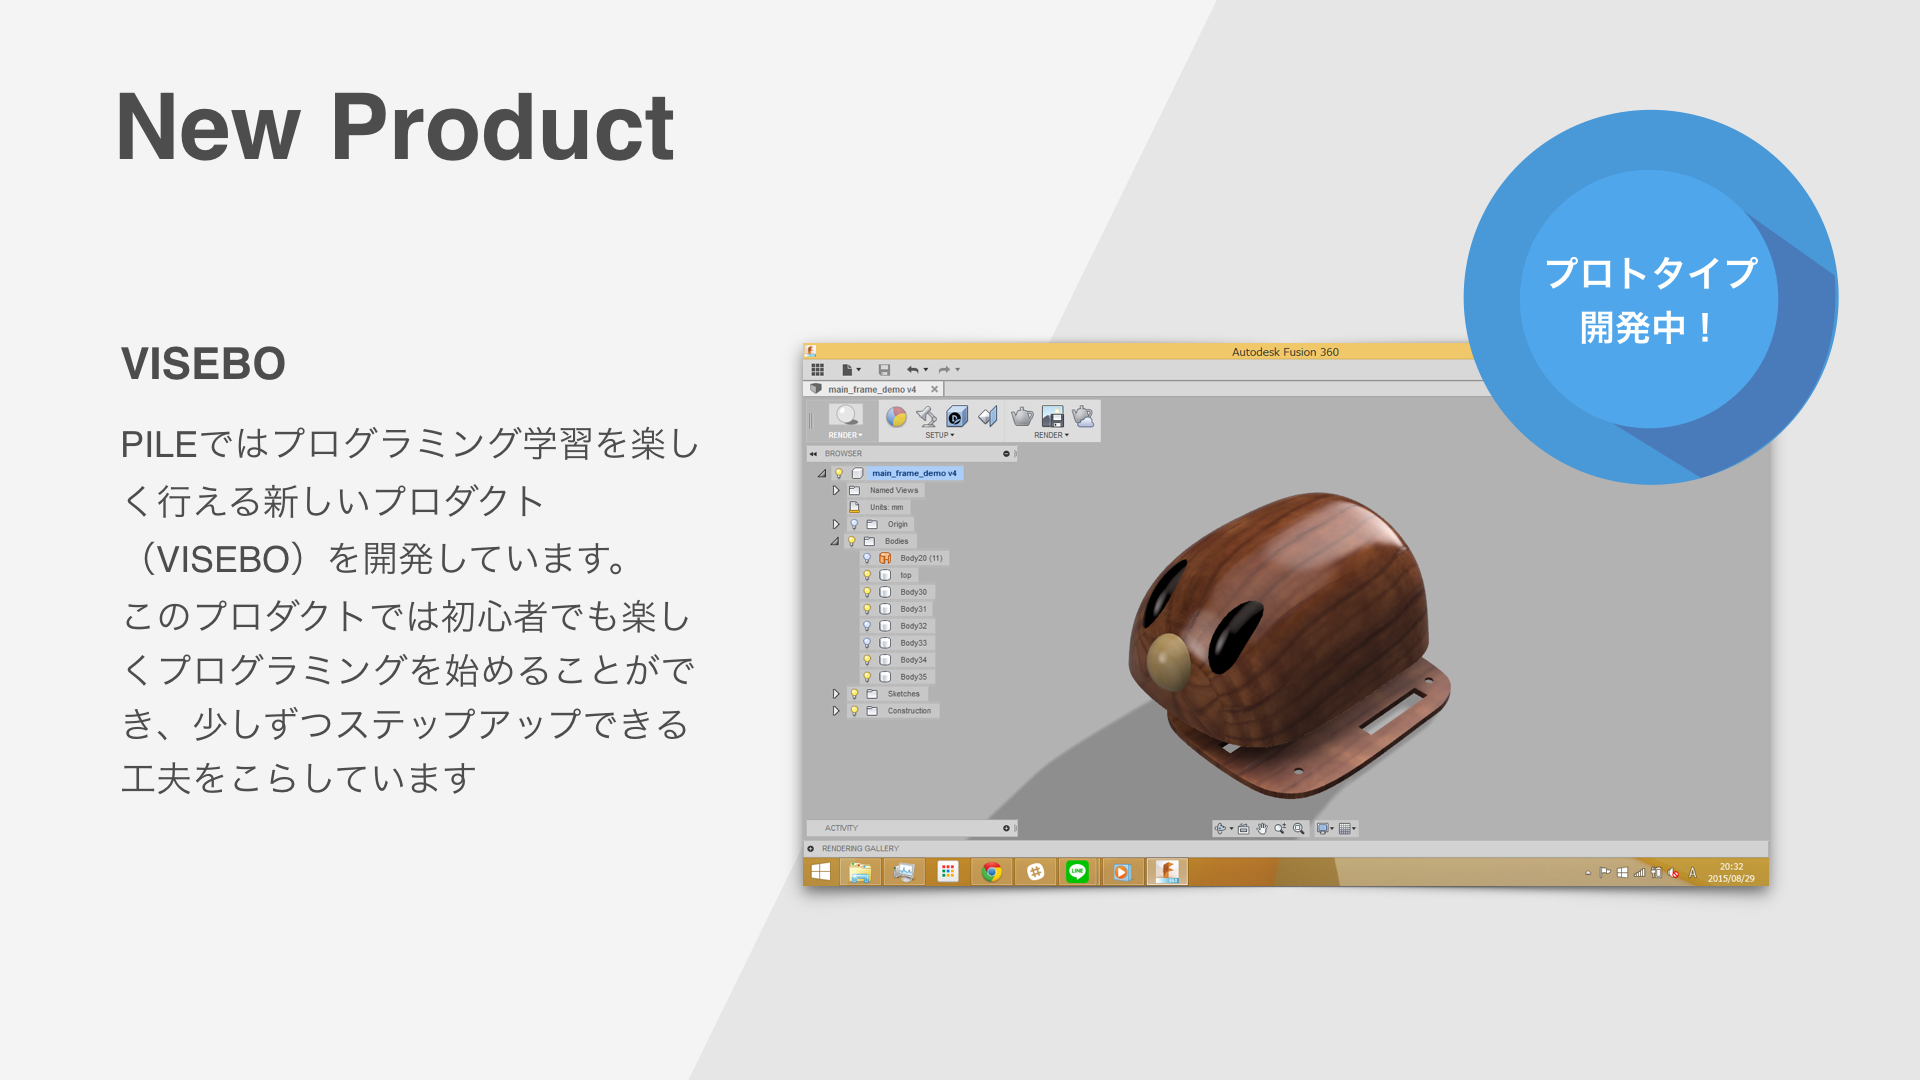 New Product
プロトタイプ
開発中！
VISEBO
PILEではプログラミング学習を楽し
く行える新しいプロダクト
（VISEBO）を開発しています。
このプロダクトでは初心者でも楽し
くプログラミングを始めることがで
き、少しずつステップアップできる
工夫をこらしています
Autodesk Fusion 360
main_frame_demo v4
RENDER
SETUP
RENDER
BROWSER
main_frame_demo v4
Named Views
Units: mm
Origin
Bodies
Body20 (11)
top
Body30
Body31
Body32
Body33
Body34
Body35
Sketches
Construction
ACTIVITY
RENDERING GALLERY
LINE
A
20:32
2015/08/29